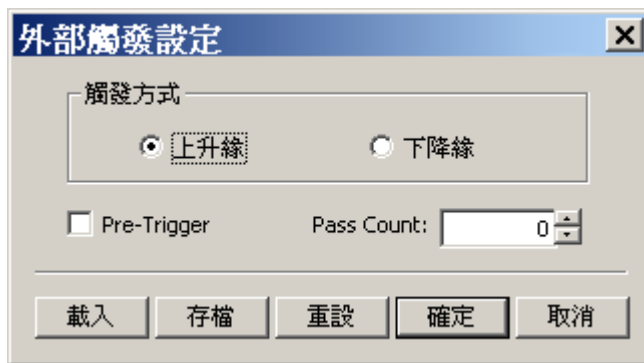 外部觸發設定
觸發方式
上升緣 下降緣
Pre-Trigger Pass Count: 0
載入 存檔 重設 確定 取消